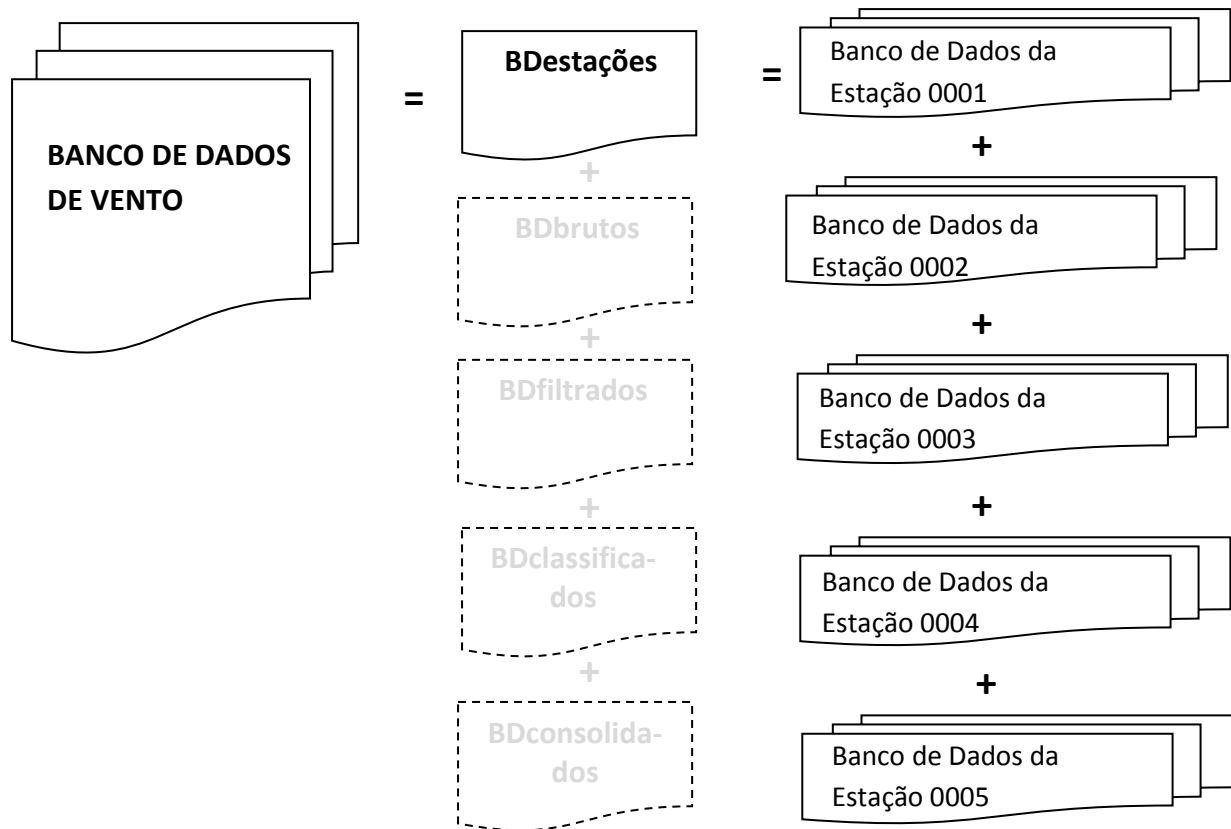 BANCO DE DADOS
DE VENTO
=
BDestações
+
BDbrutos
+
BDfiltrados
+
BDclassifica-
dos
+
BDconsolida-
dos
=
Banco de Dados da
Estação 0001
+
Banco de Dados da
Estação 0002
+
Banco de Dados da
Estação 0003
+
Banco de Dados da
Estação 0004
+
Banco de Dados da
Estação 0005